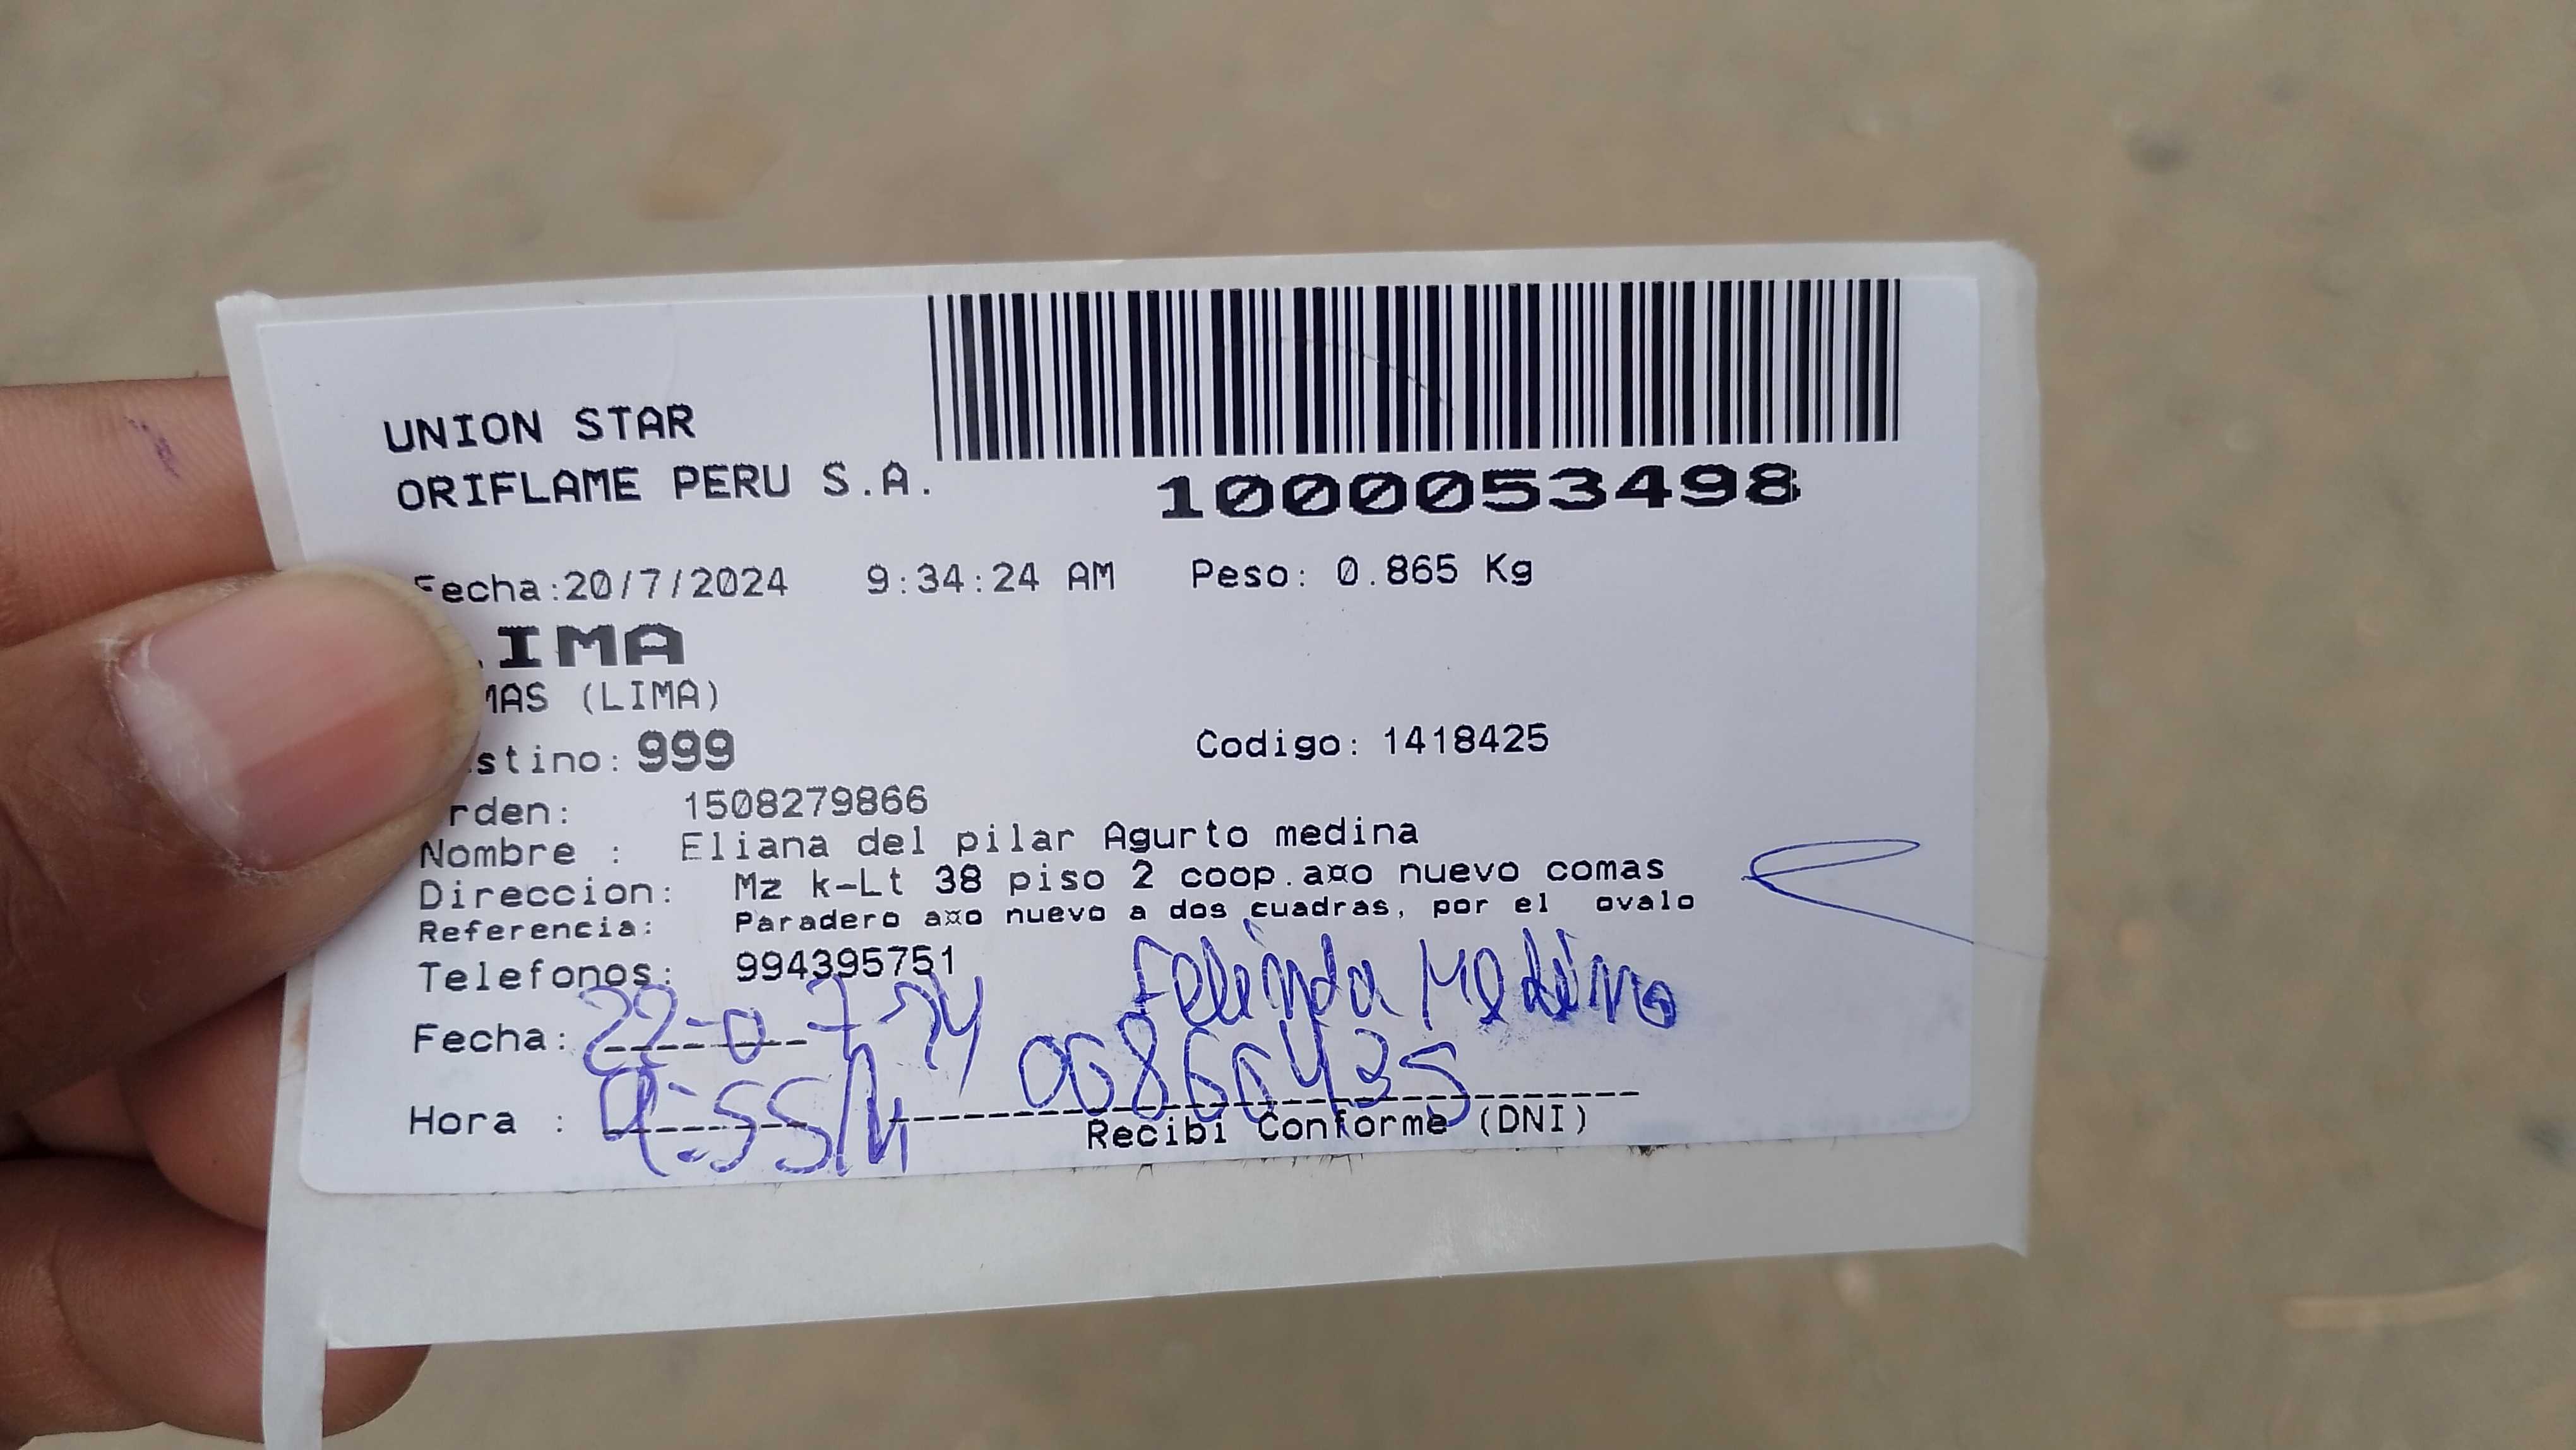 UNION STAR
ORIFLAME PERU S.A.
1000053498
Fecha:20/7/2024 9:34:24 AM Peso: 0.865 Kg
LIMA
MAS (LIMA)
stino: 999 Codigo: 1418425
rden: 1508279866
Nombre : Eliana del pilar Agurto medina
Direccion: Mz k-Lt 38 piso 2 coop.a¤o nuevo comas
Referencia: Paradero a¤o nuevo a dos cuadras, por el ovalo
Telefonos: 994395751
Felinda Medina
Fecha: 22-07-24
06866435
Hora :
Recibi Conforme (DNI)